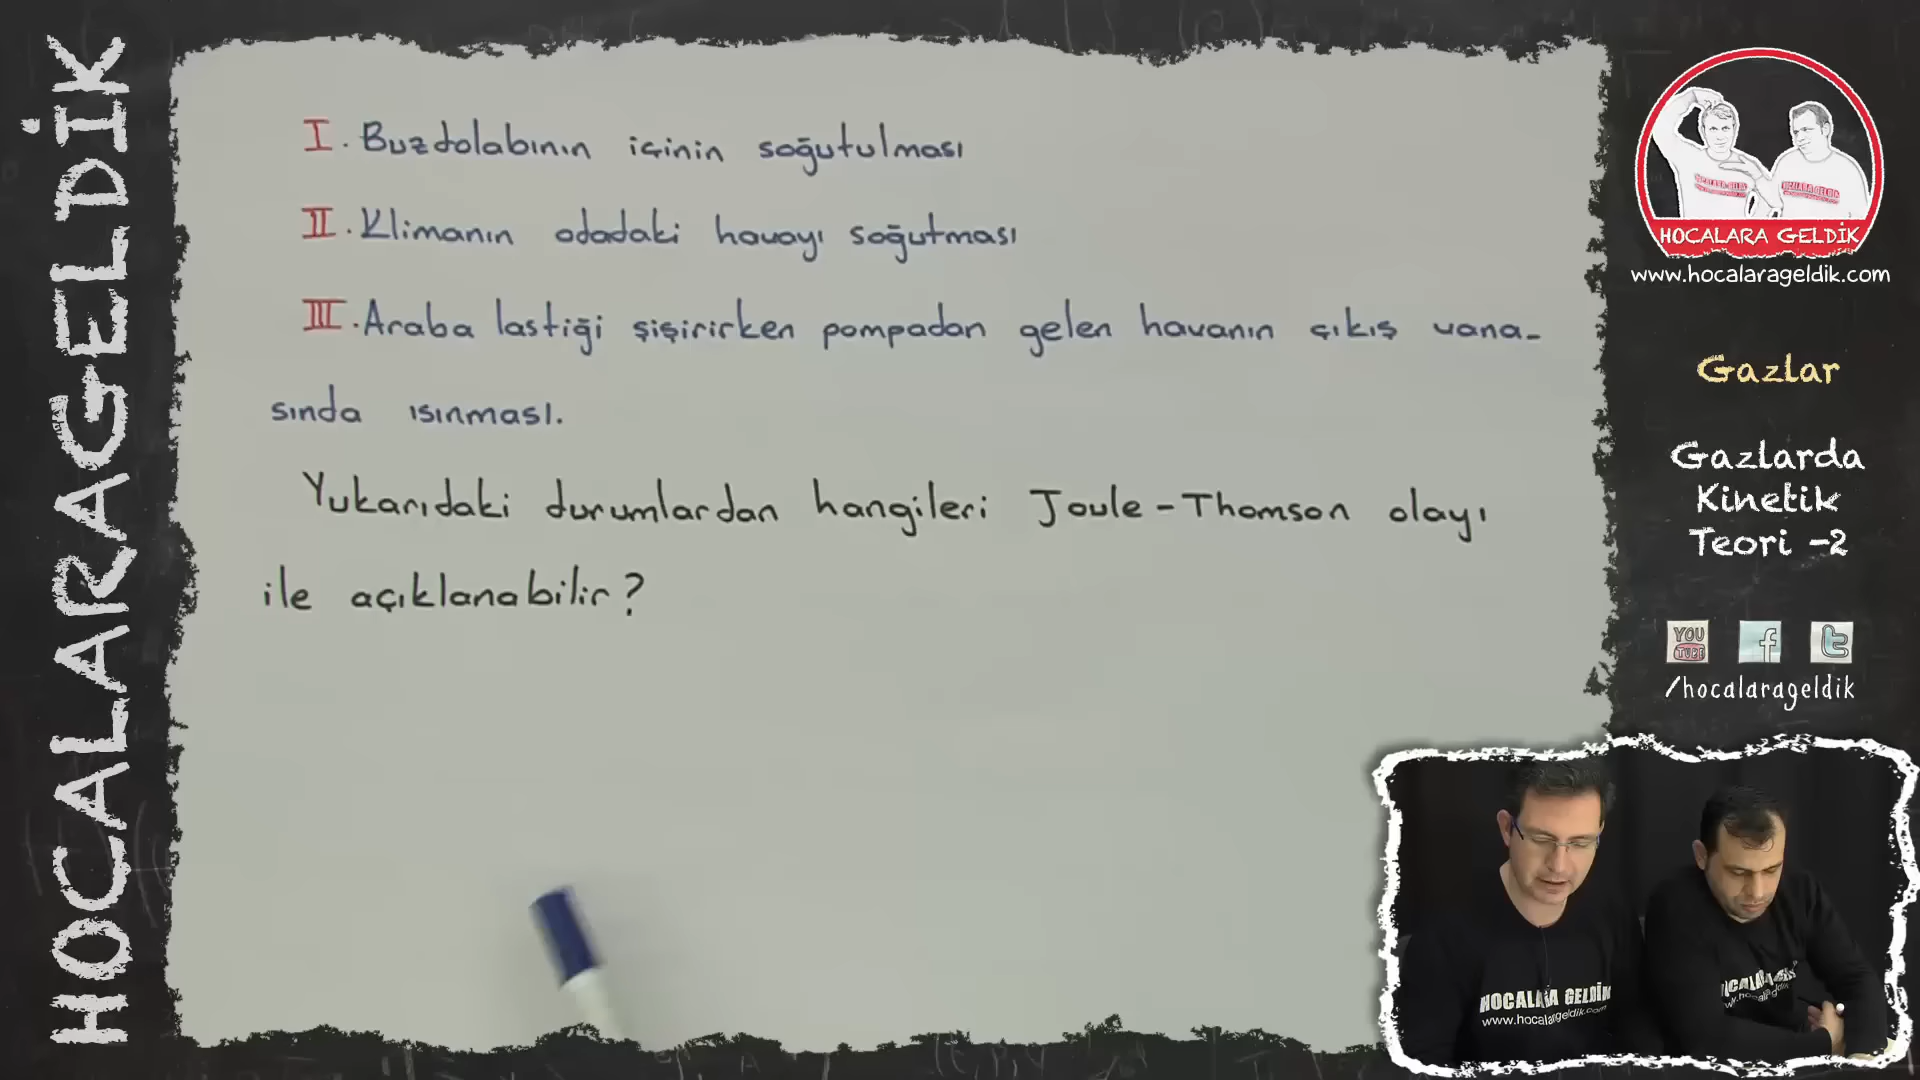 HOCALARAGELDİK
I. Buzdolabının içinin soğutulması
II. Klimanın odadaki havayı soğutması
III. Araba lastiği şişirirken pompadan gelen havanın çıkış vana-
sında ısınması.
Yukarıdaki durumlardan hangileri Joule-Thomson olayı
ile açıklanabilir?
HOCALARA GELDİK
www.hocalarageldik.com
Gazlar
Gazlarda
Kinetik
Teori -2
YOU
TUBE
f
t
/hocalarageldik
HOCALARA GELDİK
www.hocalarageldik.com